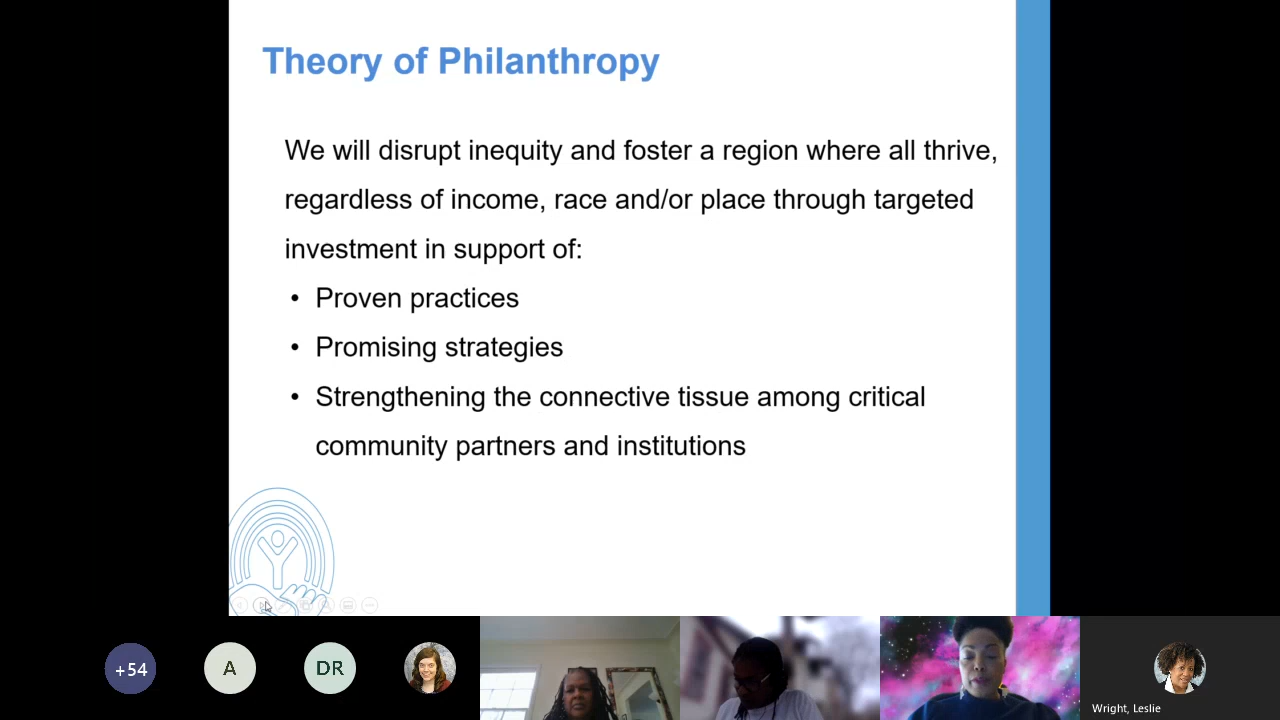 Theory of Philanthropy
We will disrupt inequity and foster a region where all thrive,
regardless of income, race and/or place through targeted
investment in support of:
• Proven practices
• Promising strategies
• Strengthening the connective tissue among critical
community partners and institutions
+54
A
DR
Wright, Leslie